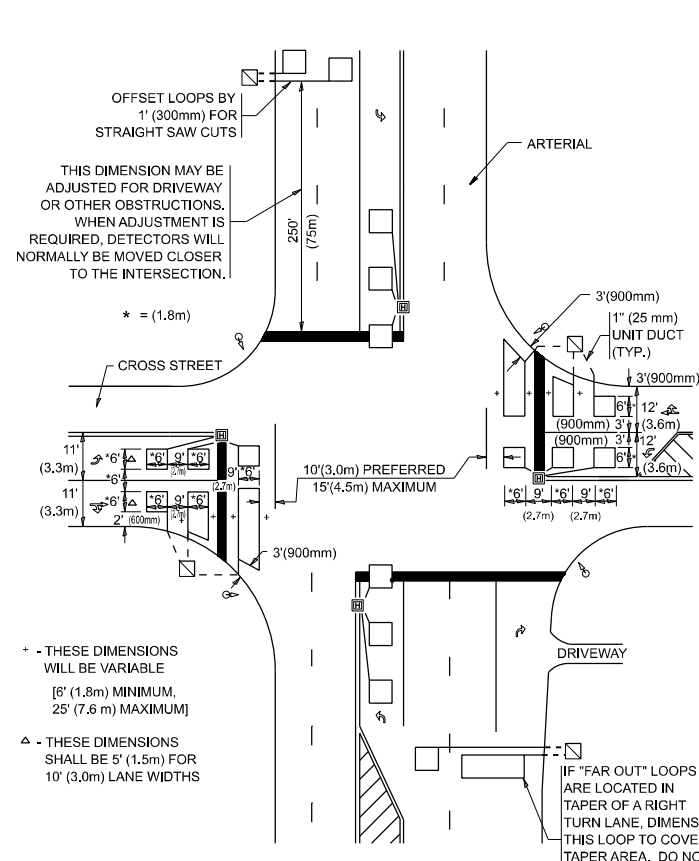 OFFSET LOOPS BY
1' (300mm) FOR
STRAIGHT SAW CUTS
ARTERIAL
THIS DIMENSION MAY BE
ADJUSTED FOR DRIVEWAY
OR OTHER OBSTRUCTIONS.
WHEN ADJUSTMENT IS
REQUIRED, DETECTORS WILL
NORMALLY BE MOVED CLOSER
TO THE INTERSECTION.
250'
(75m)
* = (1.8m)
3'(900mm)
1" (25 mm)
UNIT DUCT
(TYP.)
CROSS STREET
3'(900mm)
6' 12'
(900mm) 3' (3.6m)
(900mm) 3' 12'
6' (3.6m)
11'
(3.3m)
*6'
*6' 9' *6'
(2.7m)
*6'
9' *6'
(2.7m)
11'
(3.3m)
*6'
*6' 9' *6'
(2.7m)
2' (600mm)
10'(3.0m) PREFERRED
15'(4.5m) MAXIMUM
*6' 9' *6' 9' *6'
(2.7m) (2.7m)
3'(900mm)
+ - THESE DIMENSIONS
WILL BE VARIABLE
[6' (1.8m) MINIMUM,
25' (7.6 m) MAXIMUM]
DRIVEWAY
△ - THESE DIMENSIONS
SHALL BE 5' (1.5m) FOR
10' (3.0m) LANE WIDTHS
IF "FAR OUT" LOOPS
ARE LOCATED IN
TAPER OF A RIGHT
TURN LANE, DIMENS
THIS LOOP TO COVE
TAPER AREA. DO NO